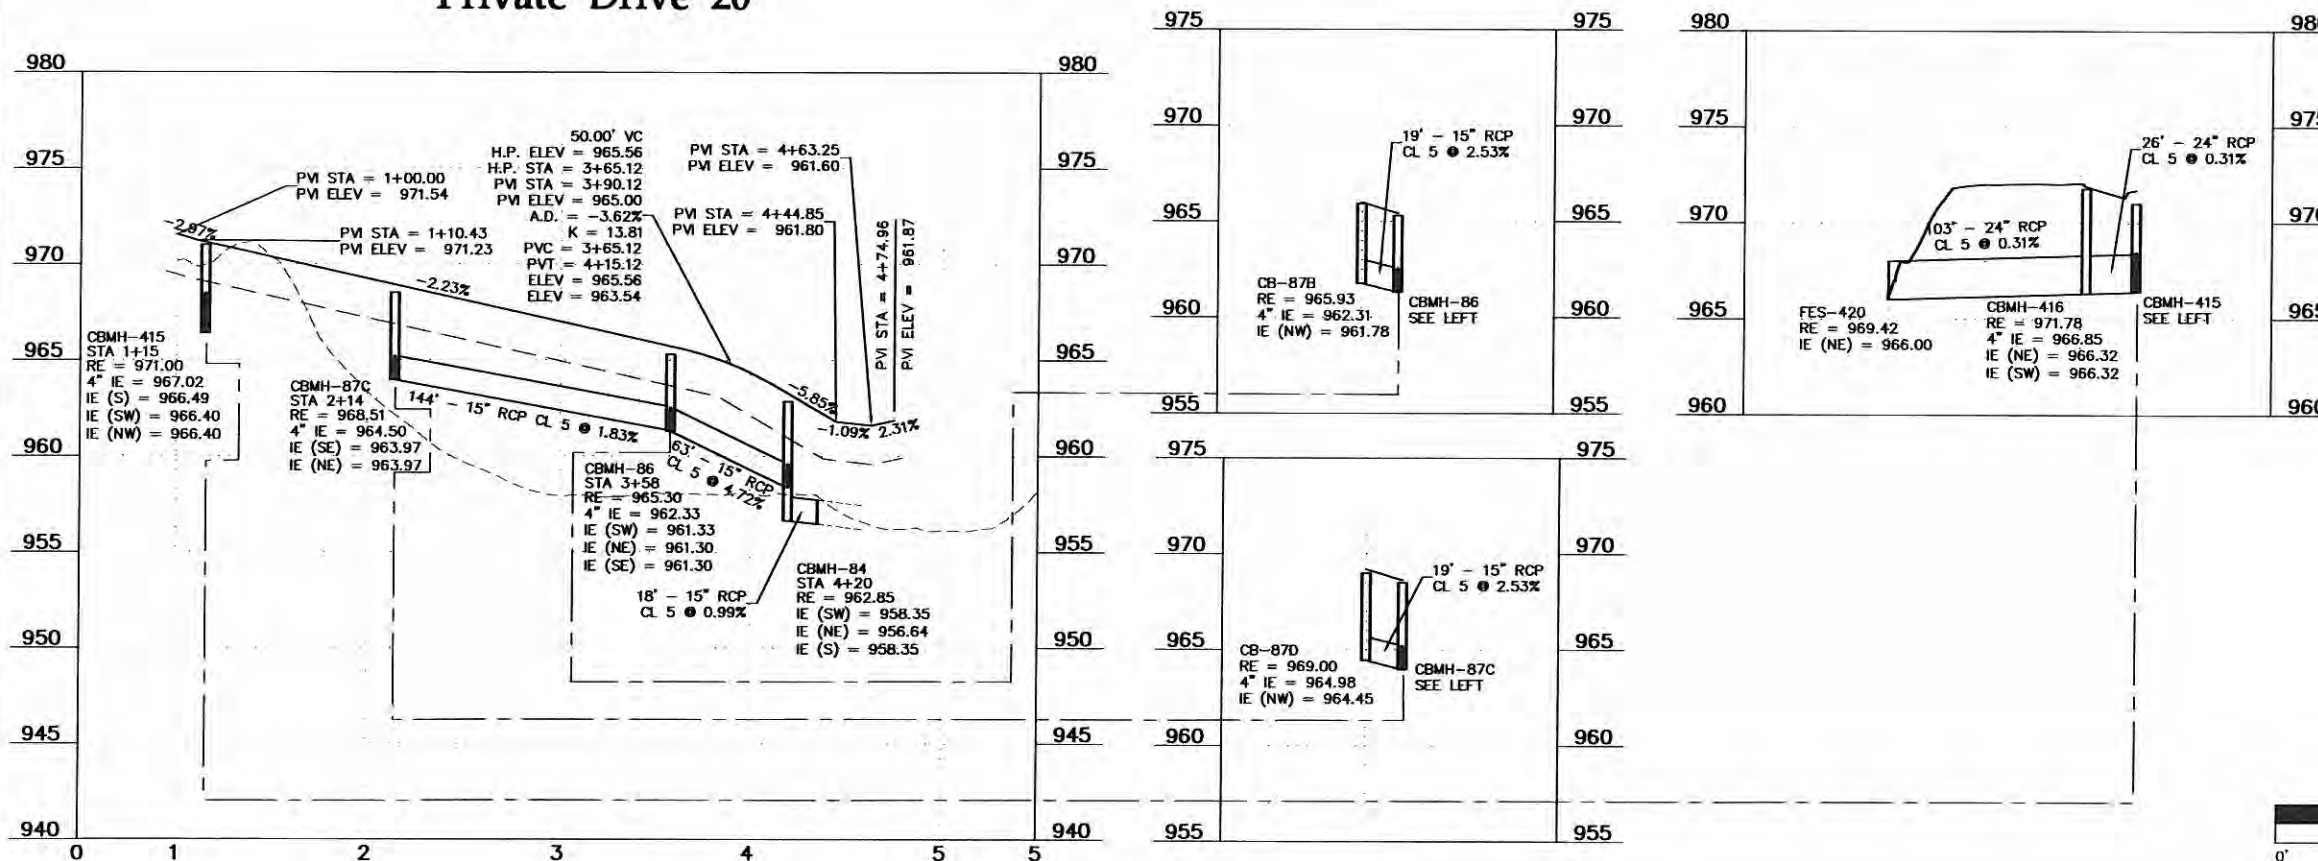 Private Drive 20
980
975
970
965
960
955
950
945
940
980
975
970
965
960
955
950
945
940
0
1
2
3
4
5
5
-2.87%
PVI STA = 1+00.00
PVI ELEV = 971.54
PVI STA = 1+10.43
PVI ELEV = 971.23
-2.23%
50.00' VC
H.P. ELEV = 965.56
H.P. STA = 3+65.12
PVI STA = 3+90.12
PVI ELEV = 965.00
A.D. = -3.62%
K = 13.81
PVC = 3+65.12
PVT = 4+15.12
ELEV = 965.56
ELEV = 963.54
PVI STA = 4+63.25
PVI ELEV = 961.60
PVI STA = 4+44.85
PVI ELEV = 961.80
PVI STA = 4+74.96
PVI ELEV = 961.87
-5.85%
-1.09%
2.31%
CBMH-415
STA 1+15
RE = 971.00
4" IE = 967.02
IE (S) = 966.49
IE (SW) = 966.40
IE (NW) = 966.40
CBMH-87C
STA 2+14
RE = 968.51
4" IE = 964.50
IE (SE) = 963.97
IE (NE) = 963.97
144' - 15" RCP CL 5 @ 1.83%
63' - 15" RCP
CL 5 @ 4.72%
CBMH-86
STA 3+58
RE = 965.30
4" IE = 962.33
IE (SW) = 961.33
IE (NE) = 961.30
IE (SE) = 961.30
18' - 15" RCP
CL 5 @ 0.99%
CBMH-84
STA 4+20
RE = 962.85
IE (SW) = 958.35
IE (NE) = 956.64
IE (S) = 958.35
975
970
965
960
955
975
970
965
960
955
19' - 15" RCP
CL 5 @ 2.53%
CB-87B
RE = 965.93
4" IE = 962.31
IE (NW) = 961.78
CBMH-86
SEE LEFT
975
970
965
960
955
975
970
965
960
955
19' - 15" RCP
CL 5 @ 2.53%
CB-87D
RE = 969.00
4" IE = 964.98
IE (NW) = 964.45
CBMH-87C
SEE LEFT
980
975
970
965
960
26' - 24" RCP
CL 5 @ 0.31%
103' - 24" RCP
CL 5 @ 0.31%
FES-420
RE = 969.42
IE (NE) = 966.00
CBMH-416
RE = 971.78
4" IE = 966.85
IE (NE) = 966.32
IE (SW) = 966.32
CBMH-415
SEE LEFT
0'